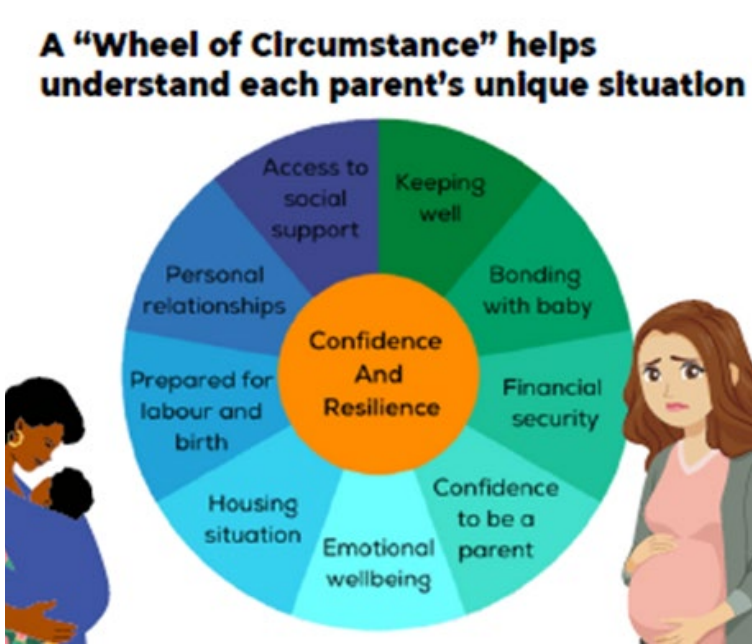 A “Wheel of Circumstance” helps
understand each parent’s unique situation
Access to
social
support
Keeping
well
Bonding
with baby
Financial
security
Confidence
to be a
parent
Emotional
wellbeing
Housing
situation
Prepared for
labour and
birth
Personal
relationships
Confidence
And
Resilience